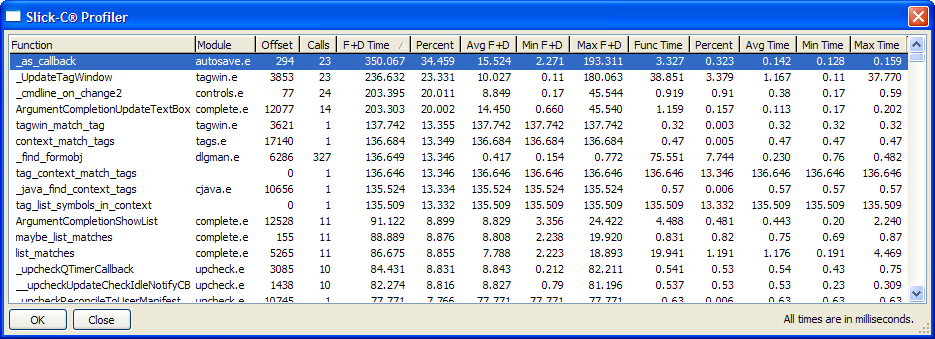 Slick-C® Profiler
Function Module Offset Calls F+D Time / Percent Avg F+D Min F+D Max F+D Func Time Percent Avg Time Min Time Max Time
_as_callback autosave.e 294 23 350.067 34.459 15.524 2.271 193.311 3.327 0.323 0.142 0.128 0.159
_UpdateTagWindow tagwin.e 3853 23 236.632 23.331 10.027 0.11 180.063 38.851 3.379 1.167 0.11 37.770
_cmdline_on_change2 controls.e 77 24 203.395 20.011 8.849 0.17 45.544 0.919 0.91 0.38 0.17 0.59
ArgumentCompletionUpdateTextBox complete.e 12077 14 203.303 20.002 14.450 0.660 45.540 1.159 0.157 0.113 0.17 0.202
tagwin_match_tag tagwin.e 3621 1 137.742 13.355 137.742 137.742 137.742 0.32 0.003 0.32 0.32 0.32
context_match_tags tags.e 17140 1 136.684 13.349 136.684 136.684 136.684 0.47 0.005 0.47 0.47 0.47
_find_formobj dlgman.e 6286 327 136.649 13.346 0.417 0.154 0.772 75.551 7.744 0.230 0.76 0.482
tag_context_match_tags 0 1 136.646 13.346 136.646 136.646 136.646 136.646 13.346 136.646 136.646 136.646
_java_find_context_tags cjava.e 10656 1 135.524 13.334 135.524 135.524 135.524 0.57 0.006 0.57 0.57 0.57
tag_list_symbols_in_context 0 1 135.509 13.332 135.509 135.509 135.509 135.509 13.332 135.509 135.509 135.509
ArgumentCompletionShowList complete.e 12528 11 91.122 8.899 8.829 3.356 24.422 4.488 0.481 0.443 0.20 2.240
maybe_list_matches complete.e 155 11 88.889 8.876 8.808 2.238 19.920 0.831 0.82 0.75 0.69 0.87
list_matches complete.e 5265 11 86.675 8.855 7.788 2.223 18.893 19.941 1.191 1.176 0.191 4.469
_upcheckQTimerCallback upcheck.e 3085 10 84.431 8.831 8.843 0.212 82.211 0.541 0.53 0.54 0.43 0.75
__upcheckUpdateCheckIdleNotifyCB upcheck.e 1438 10 82.274 8.816 8.827 0.79 81.196 0.537 0.53 0.53 0.23 0.309
_upcheckReconcileToUserManifest upcheck.e 10745 1 77.771 7.766 77.771 77.771 77.771 0.63 0.006 0.63 0.63 0.63
OK Close All times are in milliseconds.